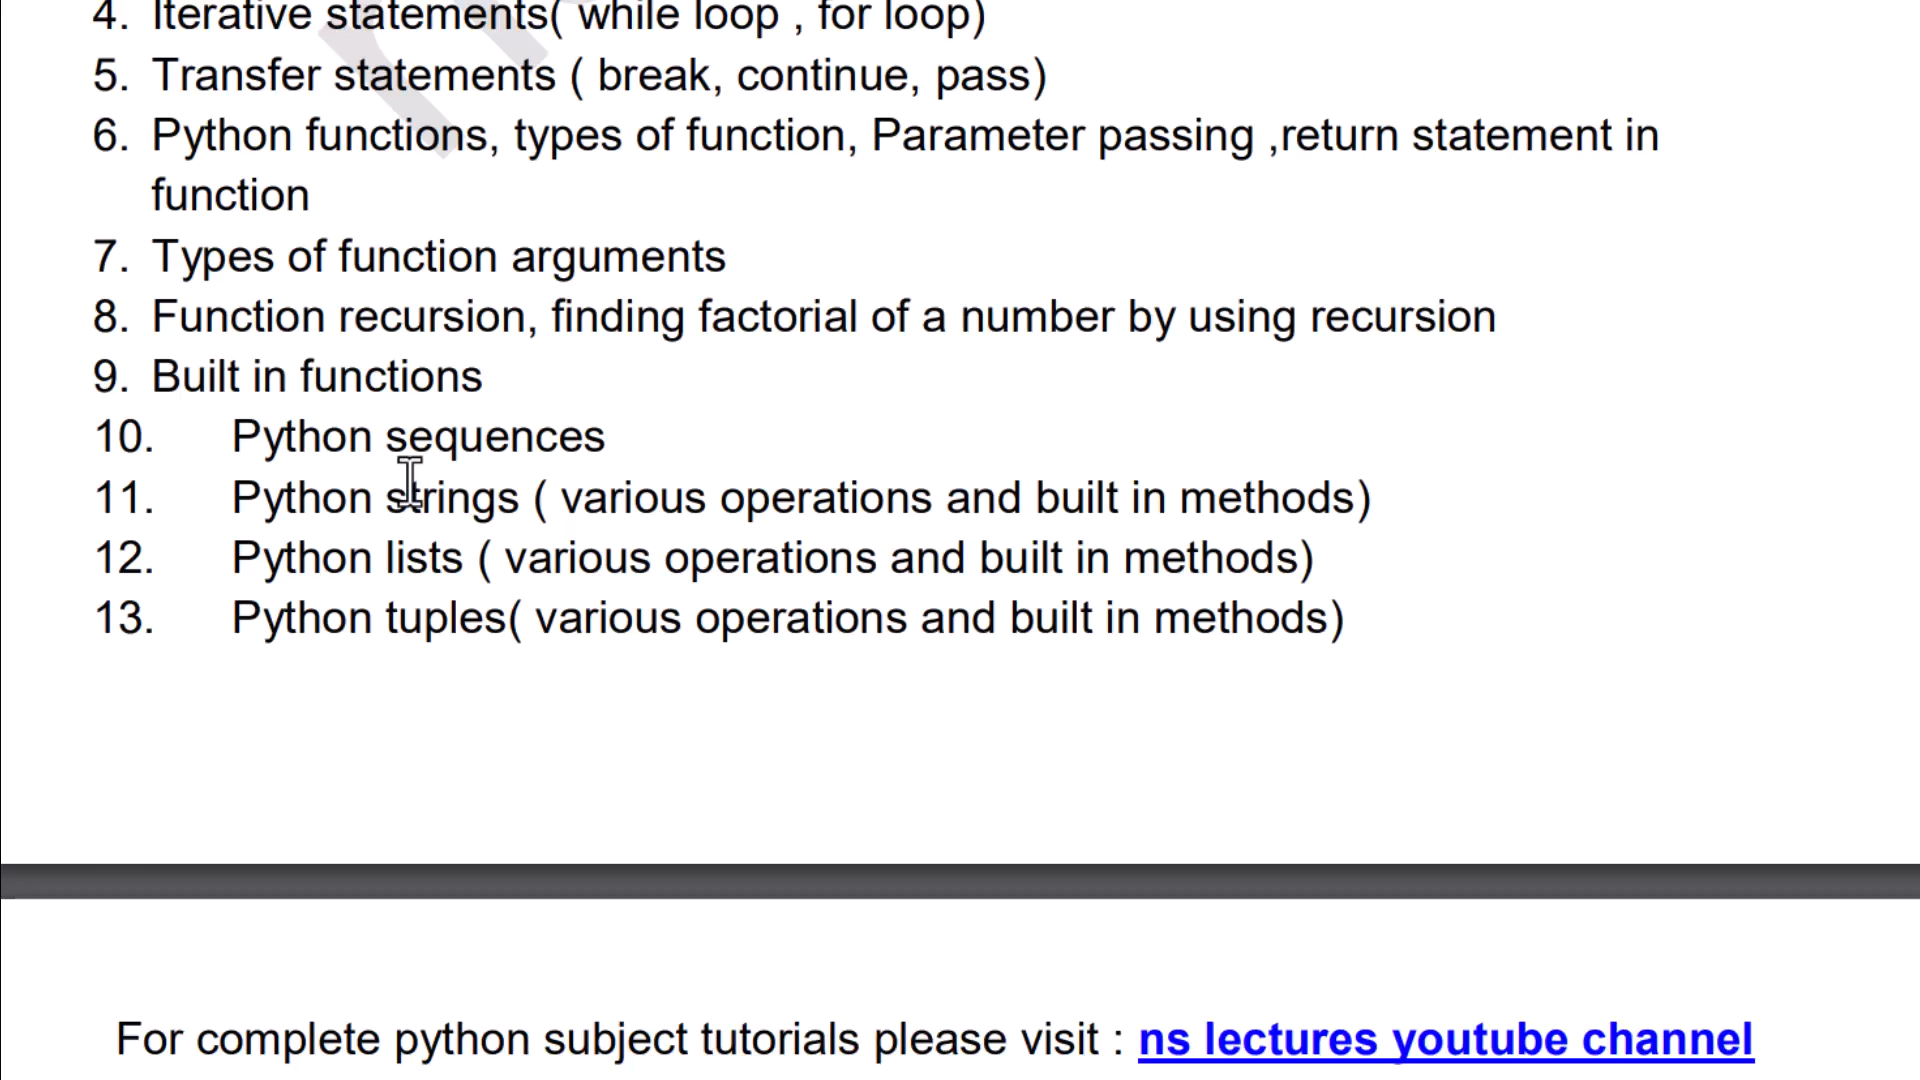 4. Iterative statements( while loop , for loop)
5. Transfer statements ( break, continue, pass)
6. Python functions, types of function, Parameter passing ,return statement in
function
7. Types of function arguments
8. Function recursion, finding factorial of a number by using recursion
9. Built in functions
10. Python sequences
11. Python strings ( various operations and built in methods)
12. Python lists ( various operations and built in methods)
13. Python tuples( various operations and built in methods)
For complete python subject tutorials please visit : ns lectures youtube channel